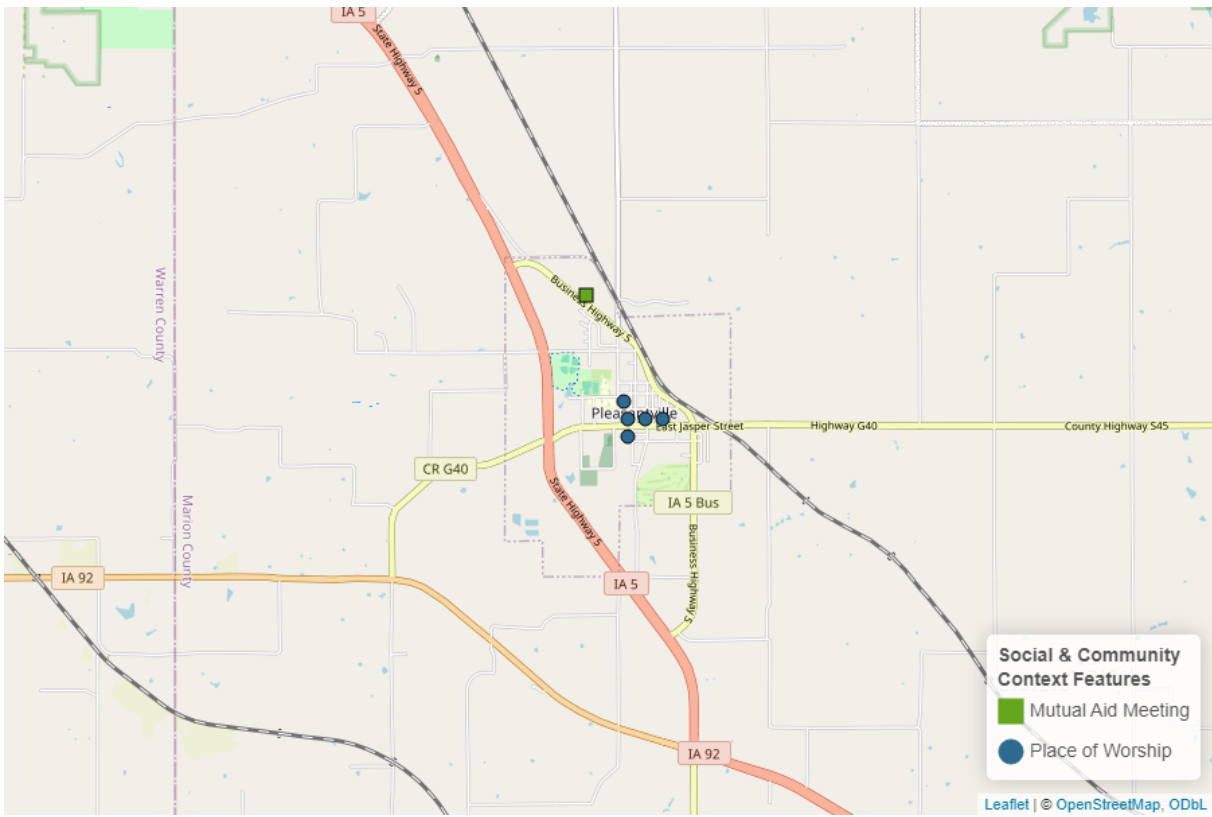 IA 5
State Highway 5
Warren County
Marion County
Business Highway 5
Pleasantville
East Jasper Street
Highway G40
County Highway S45
CR G40
State Highway 5
IA 5 Bus
Business Highway 5
IA 92
IA 5
IA 92
Social & Community
Context Features
Mutual Aid Meeting
Place of Worship
Leaflet | © OpenStreetMap, ODbL